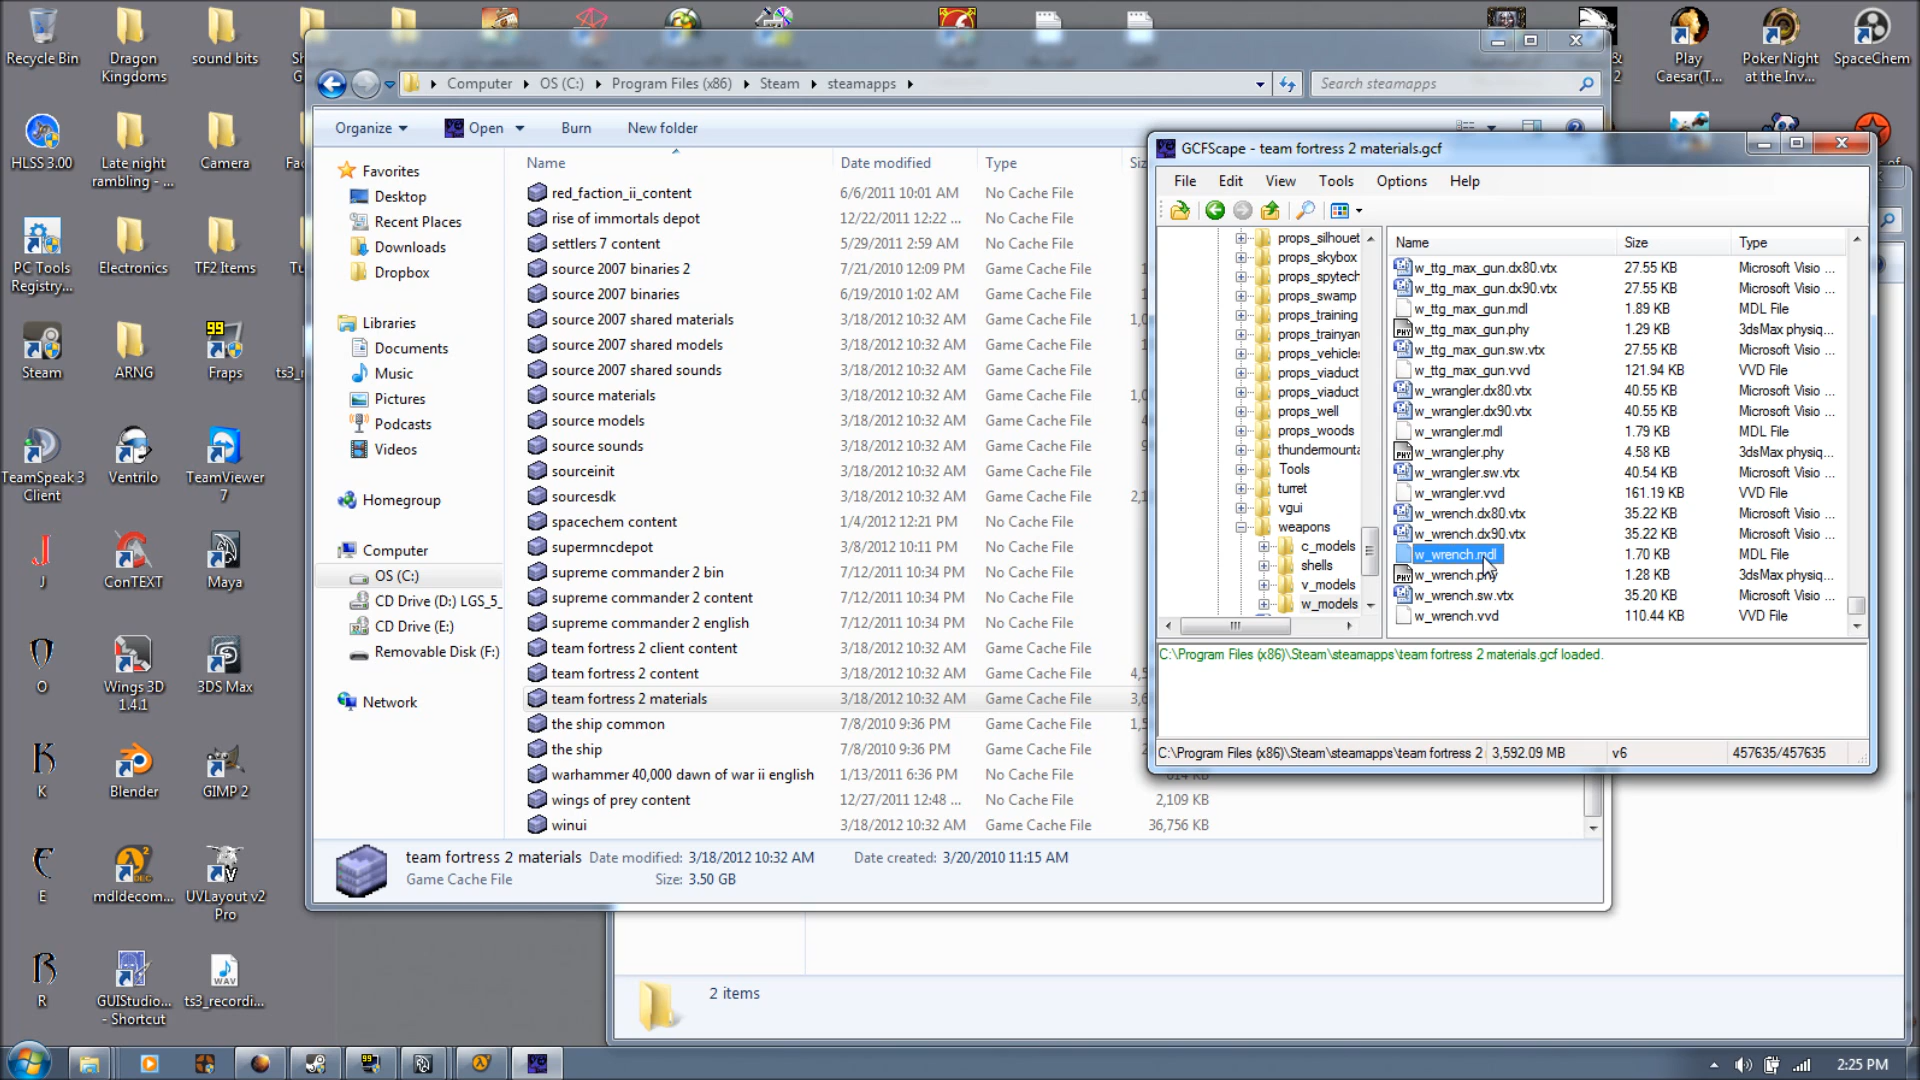 Recycle Bin
Dragon
Kingdoms
sound bits
Play
Caesar(T...
Poker Night
at the Inv...
SpaceChem
HLSS 3.00
Late night
rambling - ...
Camera
PC Tools
Registry...
Electronics
TF2 Items
Steam
ARNG
Fraps
TeamSpeak 3
Client
Ventrilo
TeamViewer
7
J
ConTEXT
Maya
O
Wings 3D
1.4.1
3DS Max
K
Blender
GIMP 2
E
mdldecom...
UVLayout v2
Pro
R
GUIStudio...
- Shortcut
ts3_recordi...
Computer
OS (C:)
Program Files (x86)
Steam
steamapps
Search steamapps
Organize
Open
Burn
New folder
Favorites
Desktop
Recent Places
Downloads
Dropbox
Libraries
Documents
Music
Pictures
Podcasts
Videos
Homegroup
Computer
OS (C:)
CD Drive (D:) LGS_5_
CD Drive (E:)
Removable Disk (F:)
Network
Name Date modified Type
red_faction_ii_content 6/6/2011 10:01 AM No Cache File
rise of immortals depot 12/22/2011 12:22 ... No Cache File
settlers 7 content 5/29/2011 2:59 AM No Cache File
source 2007 binaries 2 7/21/2010 12:09 PM Game Cache File
source 2007 binaries 6/19/2010 1:02 AM Game Cache File
source 2007 shared materials 3/18/2012 10:32 AM Game Cache File
source 2007 shared models 3/18/2012 10:32 AM Game Cache File
source 2007 shared sounds 3/18/2012 10:32 AM Game Cache File
source materials 3/18/2012 10:32 AM Game Cache File
source models 3/18/2012 10:32 AM Game Cache File
source sounds 3/18/2012 10:32 AM Game Cache File
sourceinit 3/18/2012 10:32 AM Game Cache File
sourcesdk 3/18/2012 10:32 AM Game Cache File
spacechem content 1/4/2012 12:21 PM No Cache File
supermncdepot 3/8/2012 10:11 PM No Cache File
supreme commander 2 bin 7/12/2011 10:34 PM No Cache File
supreme commander 2 content 7/12/2011 10:34 PM No Cache File
supreme commander 2 english 7/12/2011 10:34 PM No Cache File
team fortress 2 client content 3/18/2012 10:32 AM Game Cache File
team fortress 2 content 3/18/2012 10:32 AM Game Cache File
team fortress 2 materials 3/18/2012 10:32 AM Game Cache File
the ship common 7/8/2010 9:36 PM Game Cache File
the ship 7/8/2010 9:36 PM Game Cache File
warhammer 40,000 dawn of war ii english 1/13/2011 6:36 PM No Cache File
wings of prey content 12/27/2011 12:48 ... No Cache File 2,109 KB
winui 3/18/2012 10:32 AM Game Cache File 36,756 KB
team fortress 2 materials Date modified: 3/18/2012 10:32 AM Date created: 3/20/2010 11:15 AM
Game Cache File Size: 3.50 GB
2 items
GCFScape - team fortress 2 materials.gcf
File Edit View Tools Options Help
props_silhouet
props_skybox
props_spytech
props_swamp
props_training
props_trainyard
props_vehicles
props_viaduct
props_viaduct
props_well
props_woods
thundermounta
Tools
turret
vgui
weapons
c_models
shells
v_models
w_models
Name Size Type
w_ttg_max_gun.dx80.vtx 27.55 KB Microsoft Visio ...
w_ttg_max_gun.dx90.vtx 27.55 KB Microsoft Visio ...
w_ttg_max_gun.mdl 1.89 KB MDL File
w_ttg_max_gun.phy 1.29 KB 3dsMax physiq...
w_ttg_max_gun.sw.vtx 27.55 KB Microsoft Visio ...
w_ttg_max_gun.vvd 121.94 KB VVD File
w_wrangler.dx80.vtx 40.55 KB Microsoft Visio ...
w_wrangler.dx90.vtx 40.55 KB Microsoft Visio ...
w_wrangler.mdl 1.79 KB MDL File
w_wrangler.phy 4.58 KB 3dsMax physiq...
w_wrangler.sw.vtx 40.54 KB Microsoft Visio ...
w_wrangler.vvd 161.19 KB VVD File
w_wrench.dx80.vtx 35.22 KB Microsoft Visio ...
w_wrench.dx90.vtx 35.22 KB Microsoft Visio ...
w_wrench.mdl 1.70 KB MDL File
w_wrench.phy 1.28 KB 3dsMax physiq...
w_wrench.sw.vtx 35.20 KB Microsoft Visio ...
w_wrench.vvd 110.44 KB VVD File
C:\Program Files (x86)\Steam\steamapps\team fortress 2 materials.gcf loaded.
C:\Program Files (x86)\Steam\steamapps\team fortress 2 3,592.09 MB v6 457635/457635
2:25 PM